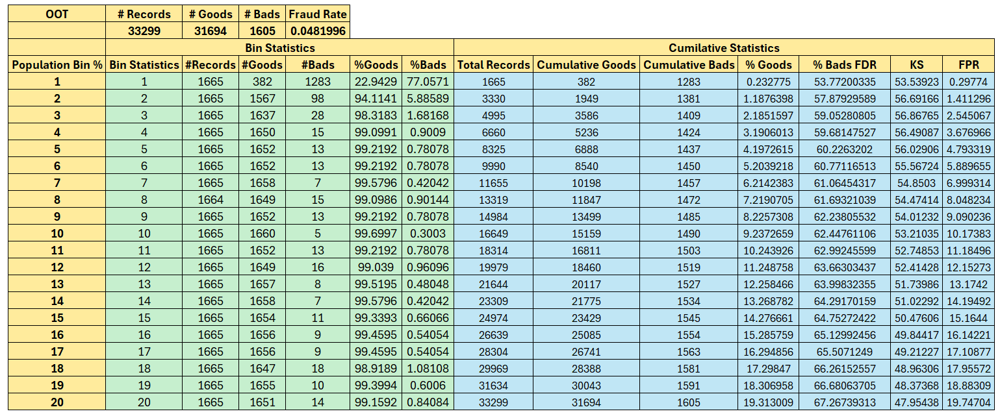 OOT # Records # Goods # Bads Fraud Rate
33299 31694 1605 0.0481996
Bin Statistics Cumilative Statistics
Population Bin % Bin Statistics #Records #Goods #Bads %Goods %Bads Total Records Cumulative Goods Cumulative Bads % Goods % Bads FDR KS FPR
1 1 1665 382 1283 22.9429 77.0571 1665 382 1283 0.232775 53.77200335 53.53923 0.29774
2 2 1665 1567 98 94.1141 5.88589 3330 1949 1381 1.1876398 57.87929589 56.69166 1.411296
3 3 1665 1637 28 98.3183 1.68168 4995 3586 1409 2.1851597 59.05280805 56.86765 2.545067
4 4 1665 1650 15 99.0991 0.9009 6660 5236 1424 3.1906013 59.68147527 56.49087 3.676966
5 5 1665 1652 13 99.2192 0.78078 8325 6888 1437 4.1972615 60.2263202 56.02906 4.793319
6 6 1665 1652 13 99.2192 0.78078 9990 8540 1450 5.2039218 60.77116513 55.56724 5.889655
7 7 1665 1658 7 99.5796 0.42042 11655 10198 1457 6.2142383 61.06454317 54.8503 6.999314
8 8 1664 1649 15 99.0986 0.90144 13319 11847 1472 7.2190705 61.69321039 54.47414 8.048234
9 9 1665 1652 13 99.2192 0.78078 14984 13499 1485 8.2257308 62.23805532 54.01232 9.090236
10 10 1665 1660 5 99.6997 0.3003 16649 15159 1490 9.2372659 62.44761106 53.21035 10.17383
11 11 1665 1652 13 99.2192 0.78078 18314 16811 1503 10.243926 62.99245599 52.74853 11.18496
12 12 1665 1649 16 99.039 0.96096 19979 18460 1519 11.248758 63.66303437 52.41428 12.15273
13 13 1665 1657 8 99.5195 0.48048 21644 20117 1527 12.258466 63.99832355 51.73986 13.1742
14 14 1665 1658 7 99.5796 0.42042 23309 21775 1534 13.268782 64.29170159 51.02292 14.19492
15 15 1665 1654 11 99.3393 0.66066 24974 23429 1545 14.276661 64.75272422 50.47606 15.1644
16 16 1665 1656 9 99.4595 0.54054 26639 25085 1554 15.285759 65.12992456 49.84417 16.14221
17 17 1665 1656 9 99.4595 0.54054 28304 26741 1563 16.294856 65.5071249 49.21227 17.10877
18 18 1665 1647 18 98.9189 1.08108 29969 28388 1581 17.29847 66.26152557 48.96306 17.95572
19 19 1665 1655 10 99.3994 0.6006 31634 30043 1591 18.306958 66.68063705 48.37368 18.88309
20 20 1665 1651 14 99.1592 0.84084 33299 31694 1605 19.313009 67.26739313 47.95438 19.74704